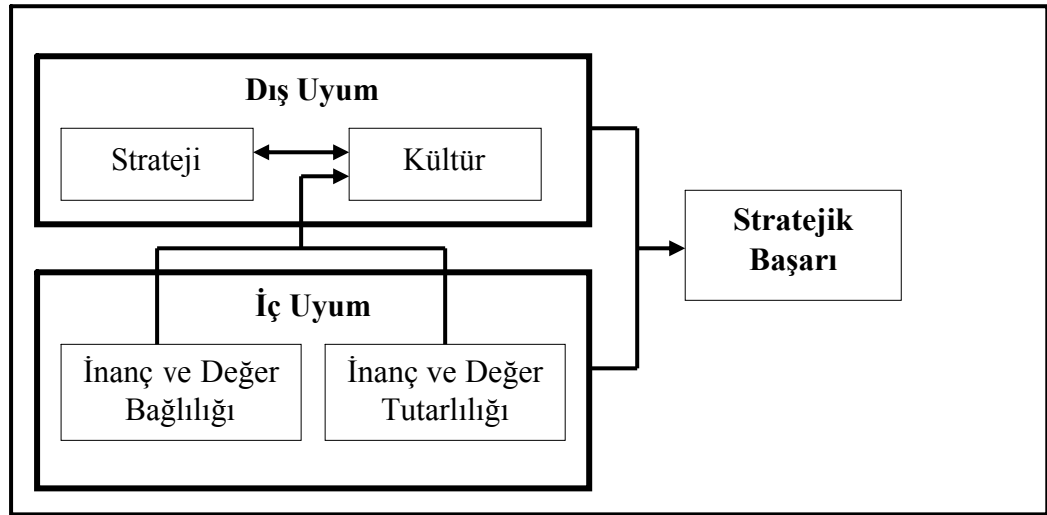 Dış Uyum
Strateji
Kültür
Stratejik
Başarı
İç Uyum
İnanç ve Değer
Bağlılığı
İnanç ve Değer
Tutarlılığı